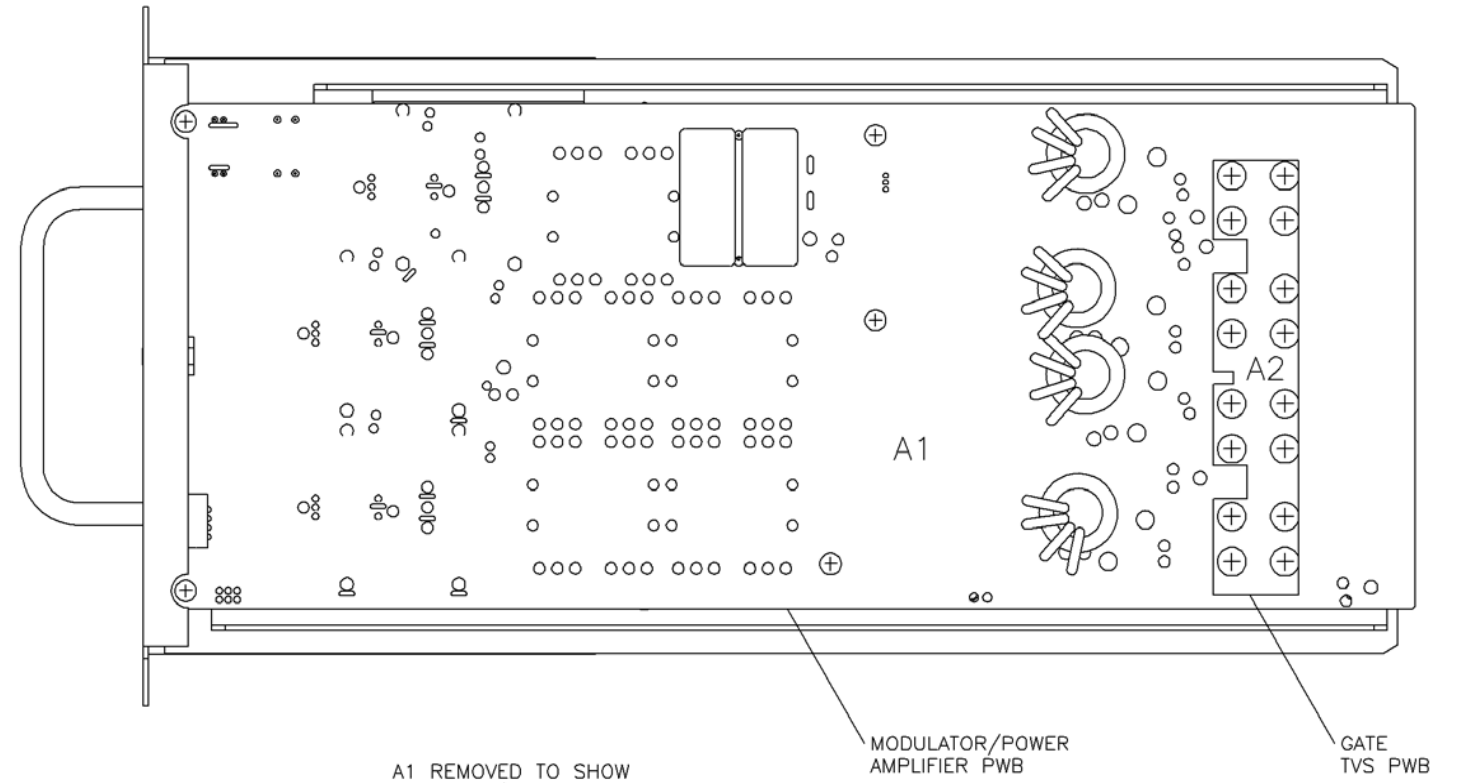 A2
A1
MODULATOR/POWER
AMPLIFIER PWB
GATE
TVS PWB
A1 REMOVED TO SHOW